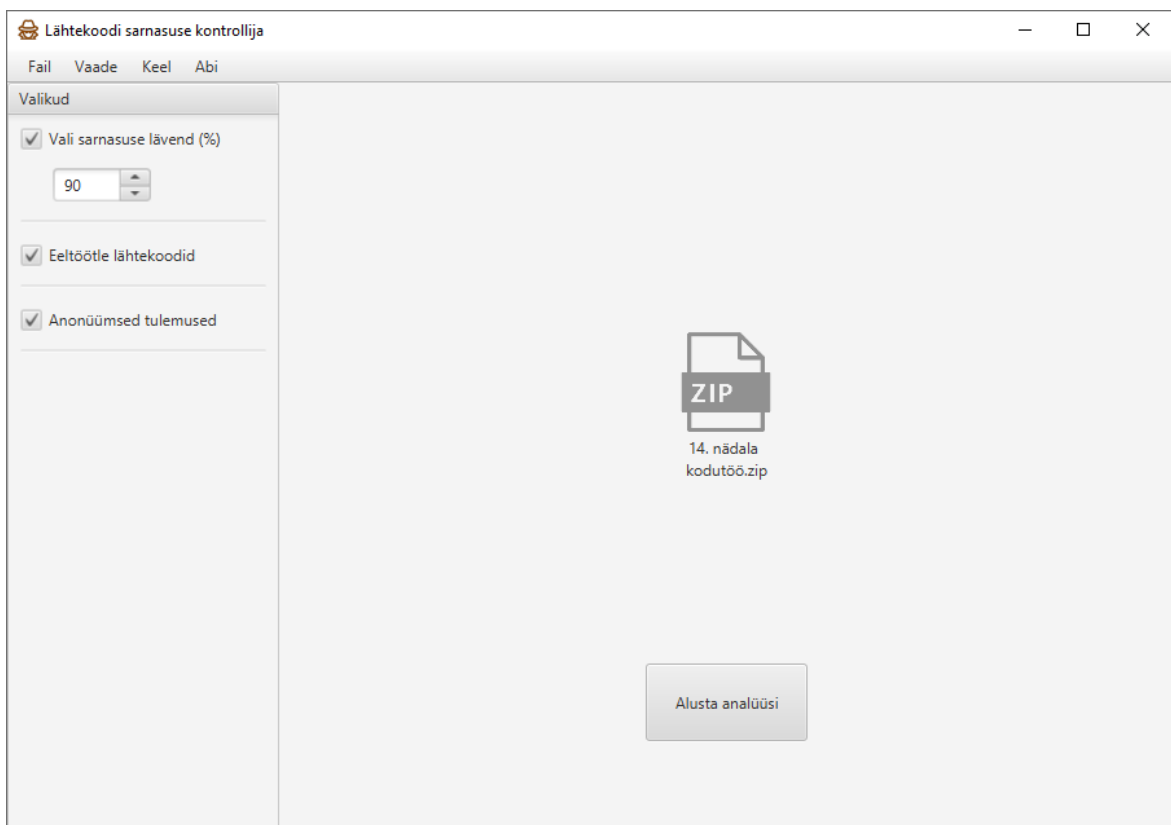 Lähtekoodi sarnasuse kontrollija
Fail Vaade Keel Abi
Valikud
Vali sarnasuse lävend (%)
90
Eeltöötle lähtekoodid
Anonüümsed tulemused
ZIP
14. nädala
kodutöö.zip
Alusta analüüsi